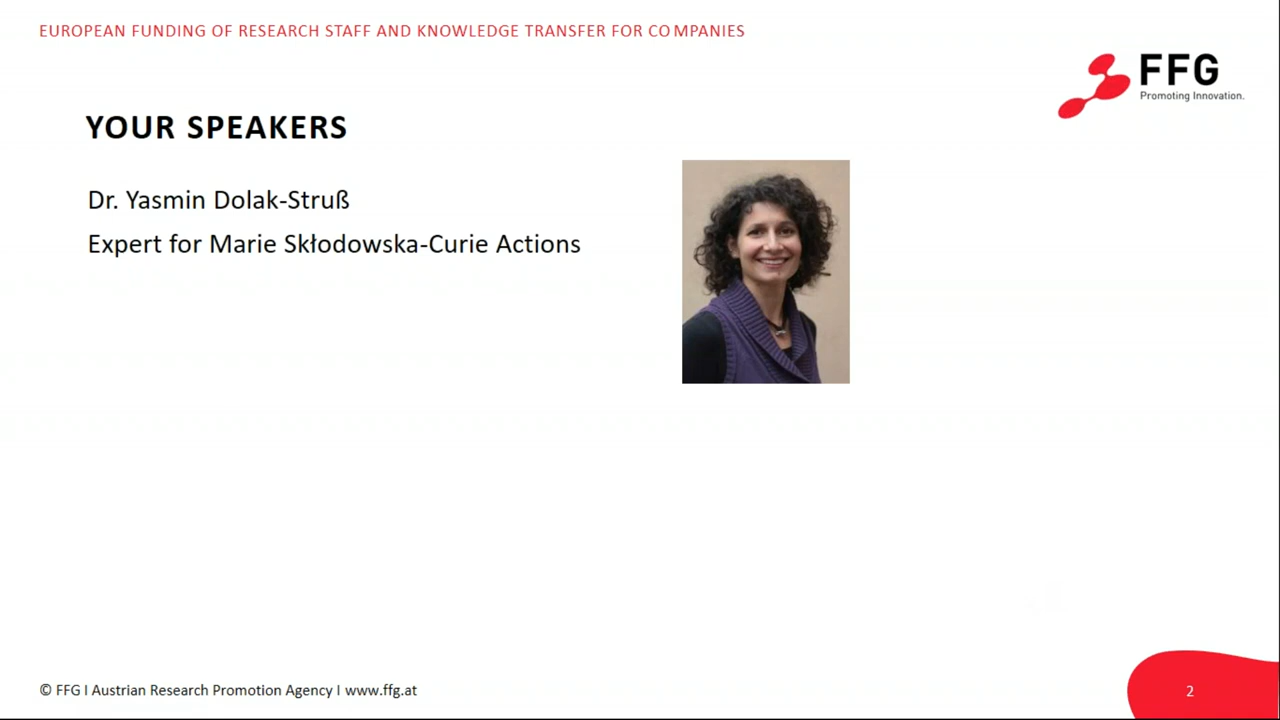 EUROPEAN FUNDING OF RESEARCH STAFF AND KNOWLEDGE TRANSFER FOR COMPANIES
FFG
Promoting Innovation.
YOUR SPEAKERS
Dr. Yasmin Dolak-Struß
Expert for Marie Skłodowska-Curie Actions
© FFG I Austrian Research Promotion Agency I www.ffg.at
2